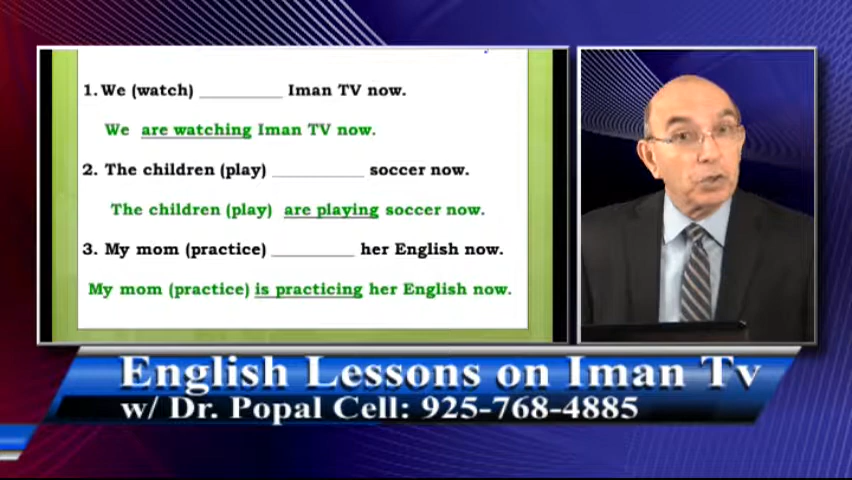 1. We (watch) __________ Iman TV now.
We are watching Iman TV now.
2. The children (play) ___________ soccer now.
The children (play) are playing soccer now.
3. My mom (practice) __________ her English now.
My mom (practice) is practicing her English now.
English Lessons on Iman Tv
w/ Dr. Popal Cell: 925-768-4885